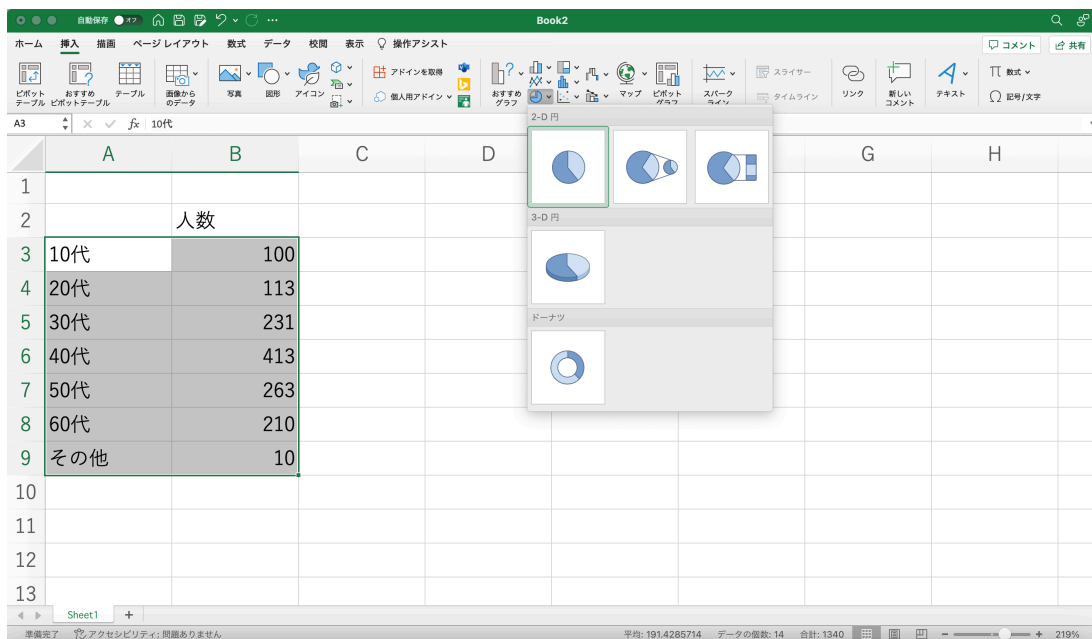 自動保存 オフ ... Book2
ホーム 挿入 描画 ページ レイアウト 数式 データ 校閲 表示 操作アシスト コメント 共有
ピボット
テーブル
おすすめ
ピボットテーブル
テーブル
画像から
のデータ
写真
図形
アイコン
アドインを取得
個人用アドイン
おすすめ
グラフ
マップ
ピボット
グラフ
スパーク
ライン
スライサー
タイムライン
リンク
新しい
コメント
テキスト
数式
記号/文字
A3 fx 10代
2-D 円
3-D 円
ドーナツ
A B C D G H
1
2 人数
3 10代 100
4 20代 113
5 30代 231
6 40代 413
7 50代 263
8 60代 210
9 その他 10
10
11
12
13
Sheet1 +
準備完了 アクセシビリティ: 問題ありません 平均: 191.4285714 データの個数: 14 合計: 1340 219%